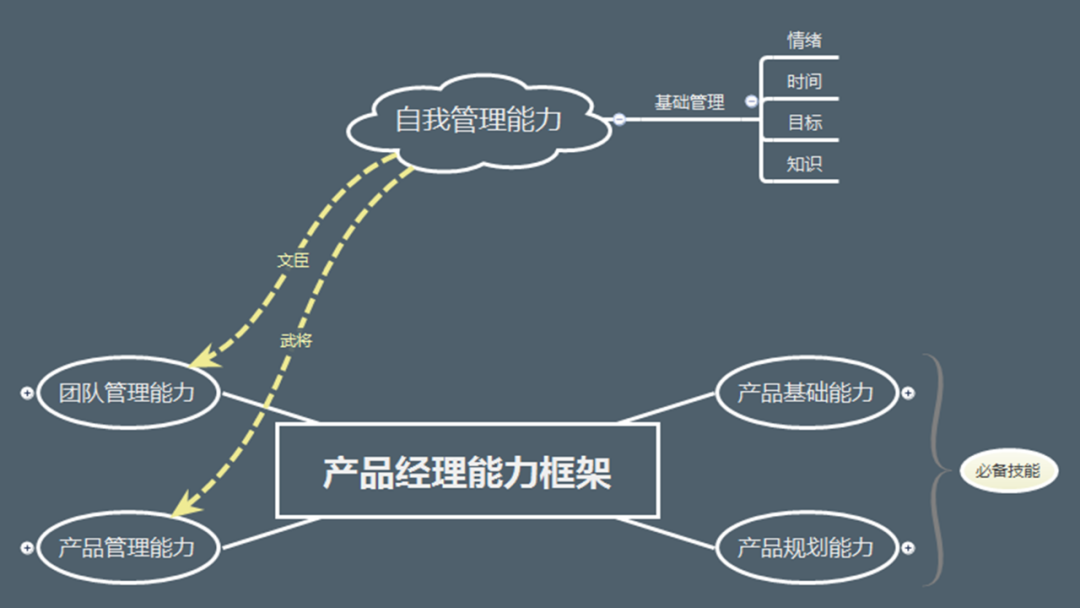 情绪
时间
目标
知识
基础管理
自我管理能力
文臣
武将
团队管理能力
产品管理能力
产品经理能力框架
产品基础能力
产品规划能力
必备技能